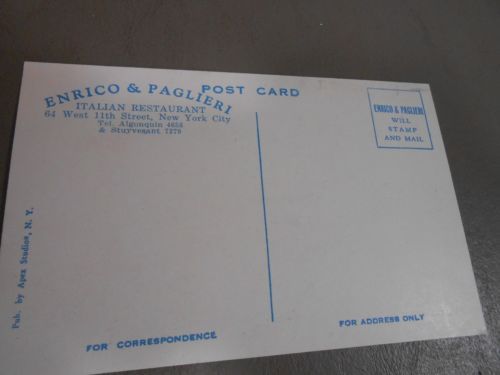 ENRICO & PAGLIERI
ITALIAN RESTAURANT
64 West 11th Street, New York City
Tel. Algonquin 4658
& Stuyvesant 7279
POST CARD
ENRICO & PAGLIERI
WILL
STAMP
AND MAIL
Pub. by Apex Studios, N. Y.
FOR CORRESPONDENCE
FOR ADDRESS ONLY